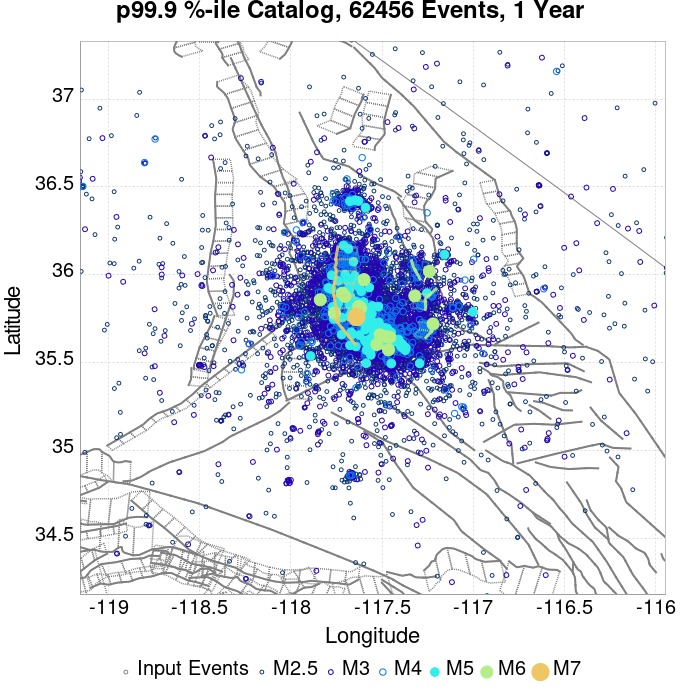 p99.9 %-ile Catalog, 62456 Events, 1 Year
37
36.5
36
35.5
35
34.5
Latitude
-119 -118.5 -118 -117.5 -117 -116.5 -116
Longitude
Input Events M2.5 M3 M4 M5 M6 M7